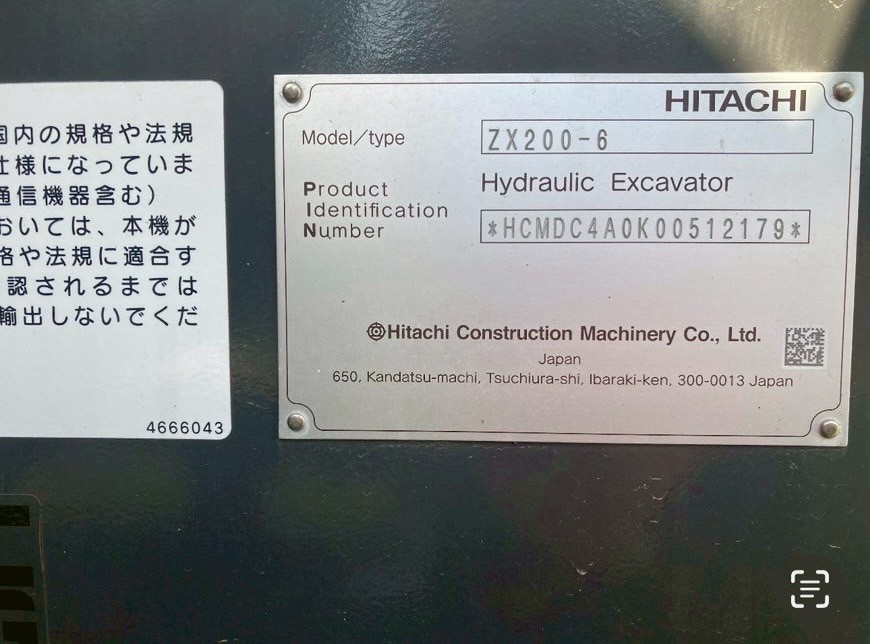 国内の規格や法規
仕様になっていま
通信機器含む）
おいては、本機が
格や法規に適合す
認されるまでは
輸出しないでくだ
4666043
HITACHI
Model/type
ZX200-6
Hydraulic Excavator
Product
Identification
Number
*HCMDC4A0K00512179*
Hitachi Construction Machinery Co., Ltd.
Japan
650, Kandatsu-machi, Tsuchiura-shi, Ibaraki-ken, 300-0013 Japan